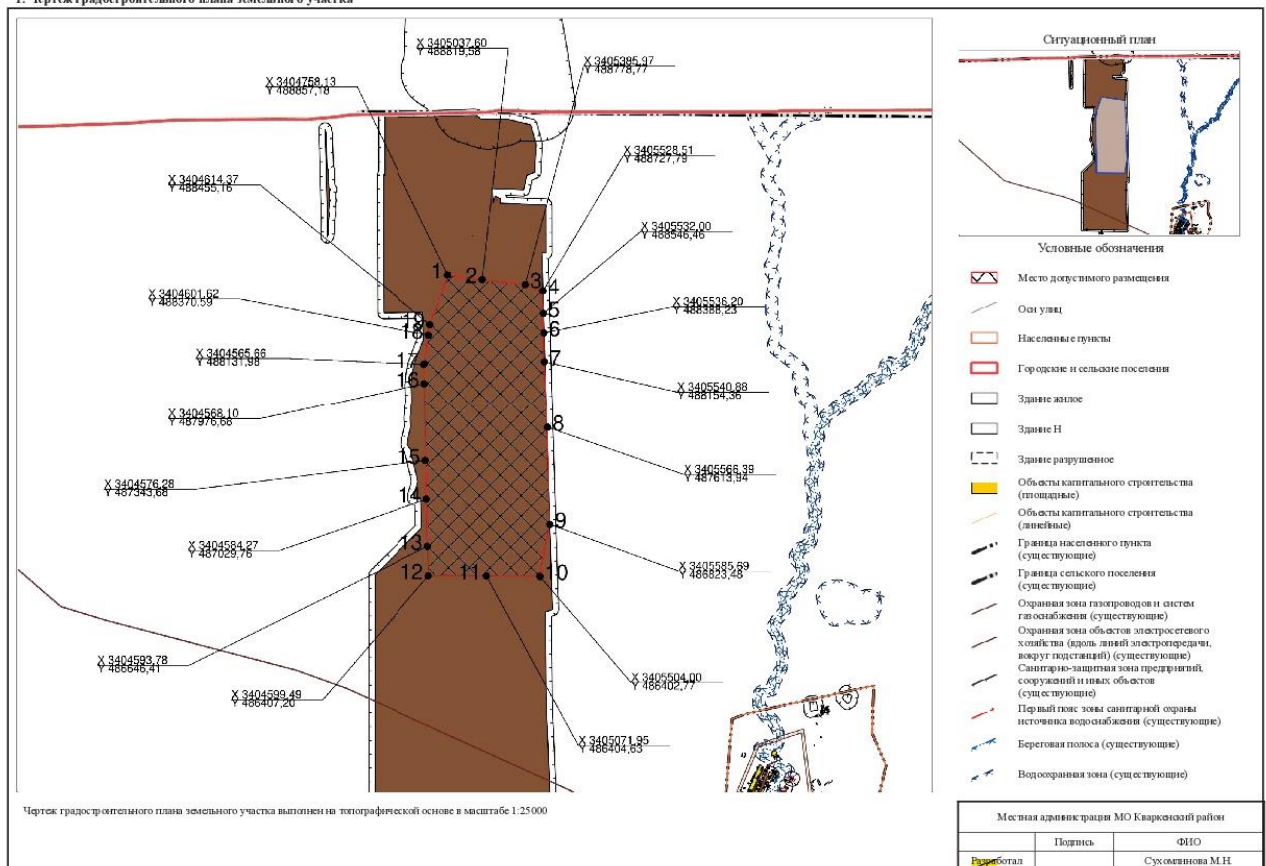 1. Чертеж градостроительного плана земельного участка
X 3405037,60
Y 488819,58
X 3405385,97
Y 488778,77
X 3404758,13
Y 488857,18
X 3405528,51
Y 488727,79
X 3404614,37
Y 488455,16
X 3405532,00
Y 488546,46
1
2
3
4
X 3404601,62
Y 488370,59
X 3405536,20
Y 488388,23
5
19
18
6
X 3404565,66
Y 488131,98
17
7
16
X 3405540,88
Y 488154,36
X 3404568,10
Y 487976,68
8
15
X 3405566,39
Y 487613,94
X 3404576,28
Y 487343,68
14
9
X 3404584,27
Y 487029,76
13
X 3405585,69
Y 486823,48
12
11
10
X 3404593,78
Y 486646,41
X 3404599,49
Y 486407,20
X 3405504,00
Y 486402,77
X 3405071,95
Y 486404,63
Чертеж градостроительного плана земельного участка выполнен на топографической основе в масштабе 1:25000
Ситуационный план
Условные обозначения
Место допустимого размещения
Оси улиц
Населенные пункты
Городские и сельские поселения
Здание жилое
Здание Н
Здание разрушенное
Объекты капитального строительства
(площадные)
Объекты капитального строительства
(линейные)
Граница населенного пункта
(существующие)
Граница сельского поселения
(существующие)
Охранная зона газопроводов и систем
газоснабжения (существующие)
Охранная зона объектов электросетевого
хозяйства (вдоль линий электропередачи,
вокруг подстанций) (существующие)
Санитарно-защитная зона предприятий,
сооружений и иных объектов
(существующие)
Первый пояс зоны санитарной охраны
источника водоснабжения (существующие)
Береговая полоса (существующие)
Водоохранная зона (существующие)
Местная администрация МО Кваркенский район
Подпись ФИО
Разработал Сухомлинова М.Н.